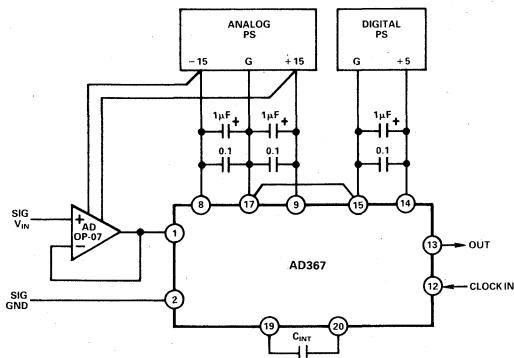 ANALOG
PS
-15 G +15
DIGITAL
PS
G +5
1µF + 1µF + 1µF +
0.1 0.1 0.1
8 17 9 15 14
SIG
VIN
+
AD
OP-07
−
1
AD367
13 OUT
12 CLOCK IN
SIG
GND
2
19 20
CINT